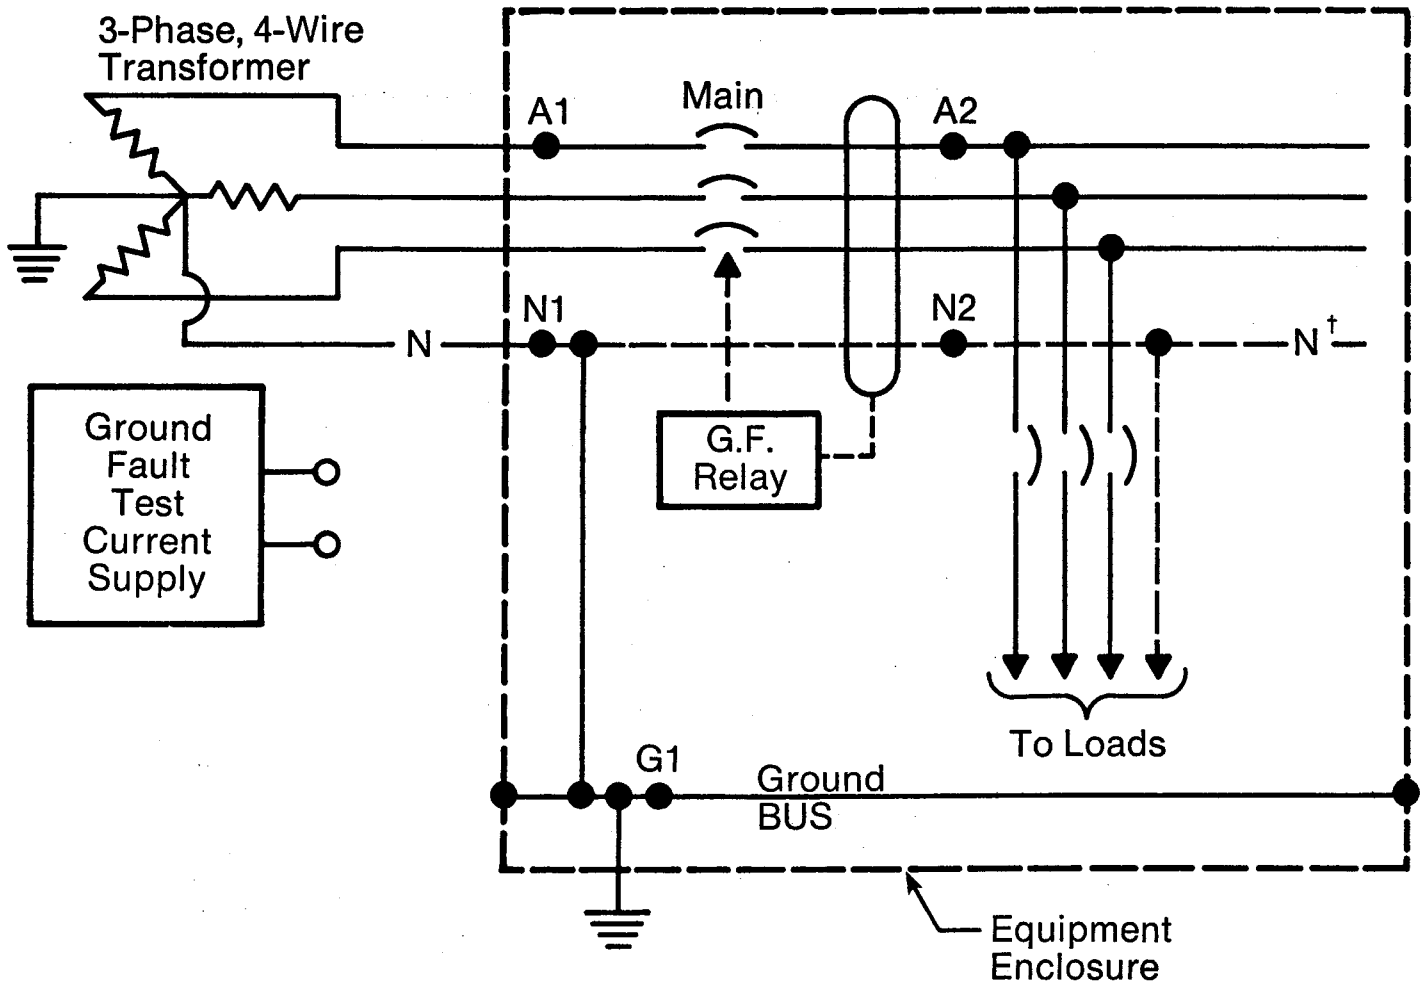 3-Phase, 4-Wire
Transformer
A1
Main
A2
N
N1
N2
N†
Ground
Fault
Test
Current
Supply
G.F.
Relay
To Loads
G1
Ground
BUS
Equipment
Enclosure